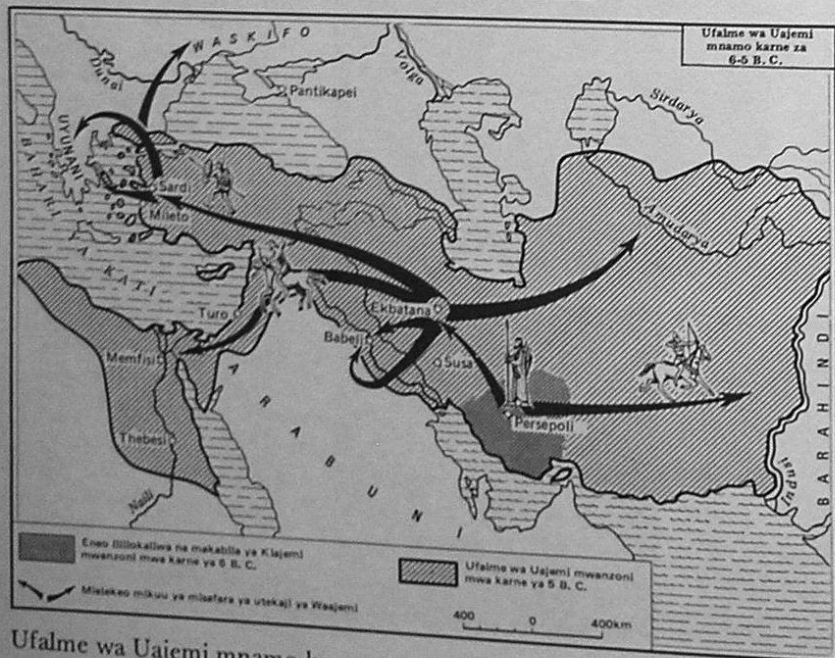 Ufalme wa Uajemi
mnamo karne za
6-5 B. C.
WASKIFO
Dunai
Volga
Pantikapei
Sirdarya
UYUNANI
BAHARI YA KATI
Sardi
Mileto
Amudarya
Turo
Ekbatana
Babeli
Susa
Memfisi
Persepoli
Thebesi
ARABUNI
Naili
BARAHINDI
Eneo lililokaliwa na makabila ya Kiajemi
mwanzoni mwa karne ya 6 B. C.
Ufalme wa Uajemi mwanzoni
mwa karne ya 5 B. C.
Mielekeo mikuu ya misafara ya utekaji ya Waajemi
400 0 400km
Ufalme wa Uajemi mnamo